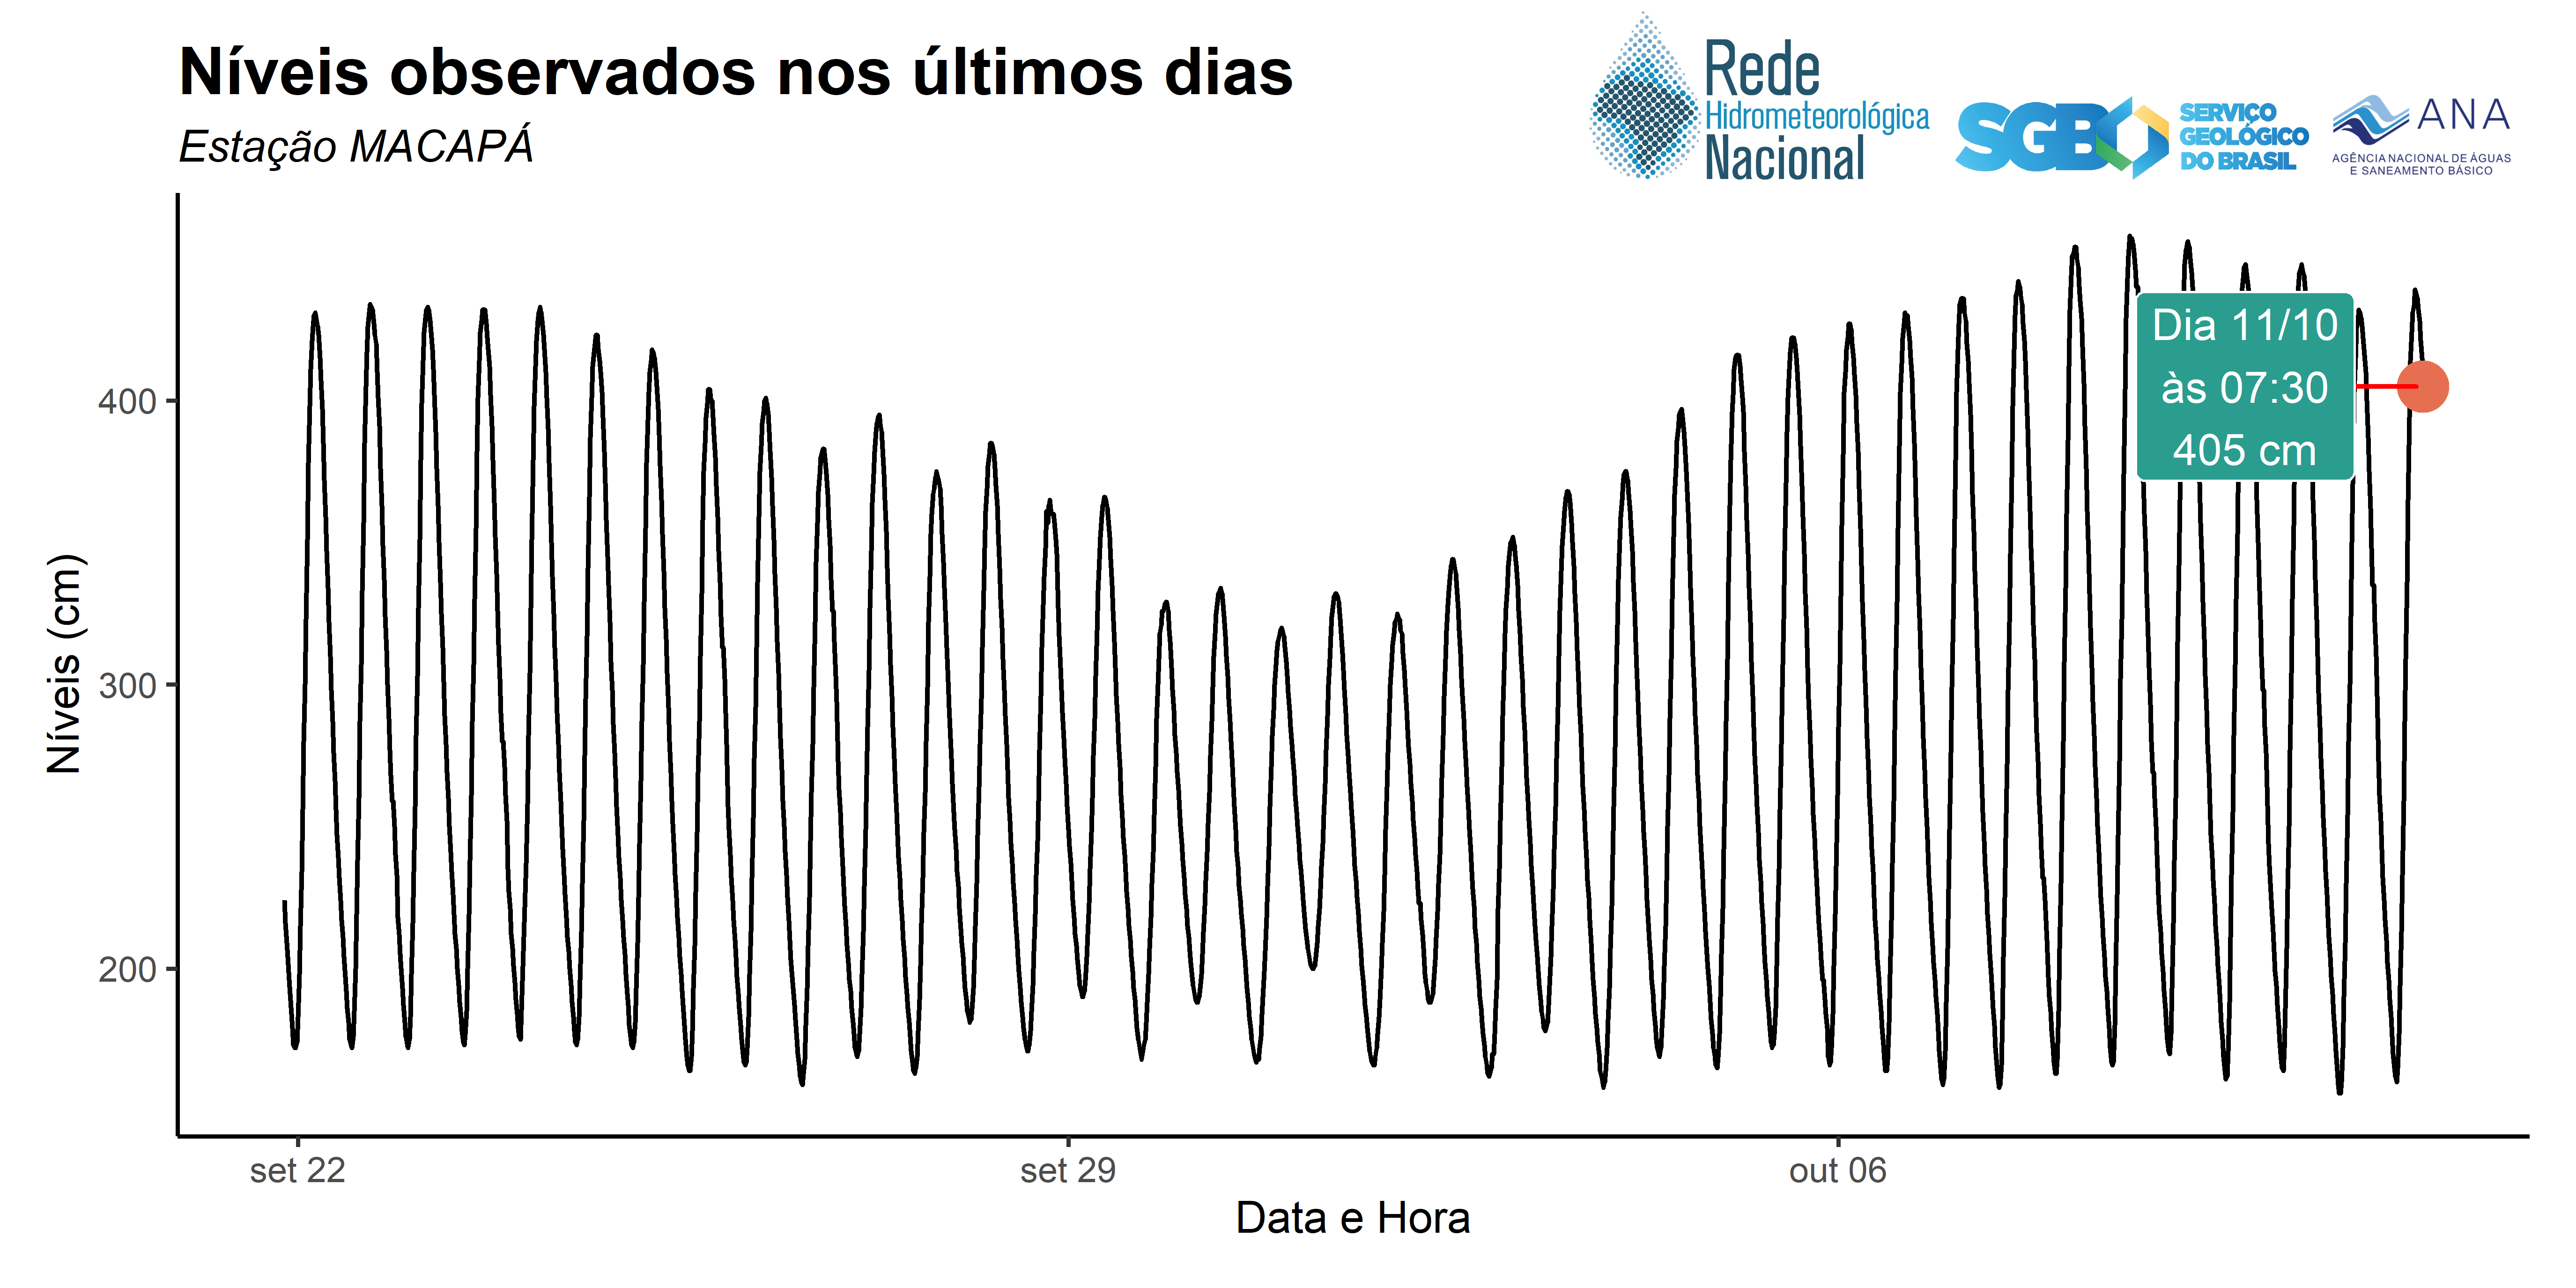 Níveis observados nos últimos dias
Estação MACAPÁ
Rede
Hidrometeorológica
Nacional
SGB
SERVIÇO
GEOLÓGICO
DO BRASIL
ANA
AGÊNCIA NACIONAL DE ÁGUAS
E SANEAMENTO BÁSICO
Níveis (cm)
400
300
200
Dia 11/10
às 07:30
405 cm
set 22
set 29
out 06
Data e Hora